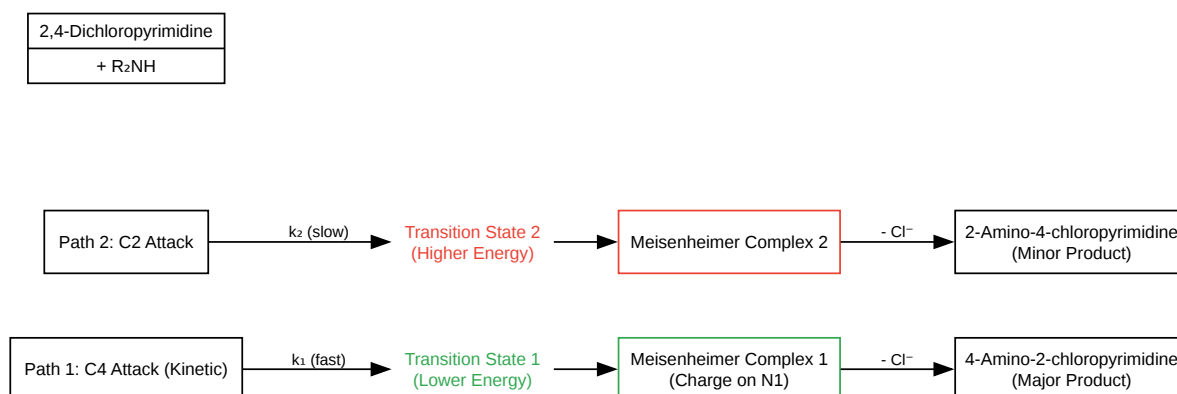 2,4-Dichloropyrimidine
+ R₂NH
Path 2: C2 Attack
k₂ (slow)
Transition State 2
(Higher Energy)
Meisenheimer Complex 2
- Cl⁻
2-Amino-4-chloropyrimidine
(Minor Product)
Path 1: C4 Attack (Kinetic)
k₁ (fast)
Transition State 1
(Lower Energy)
Meisenheimer Complex 1
(Charge on N1)
- Cl⁻
4-Amino-2-chloropyrimidine
(Major Product)